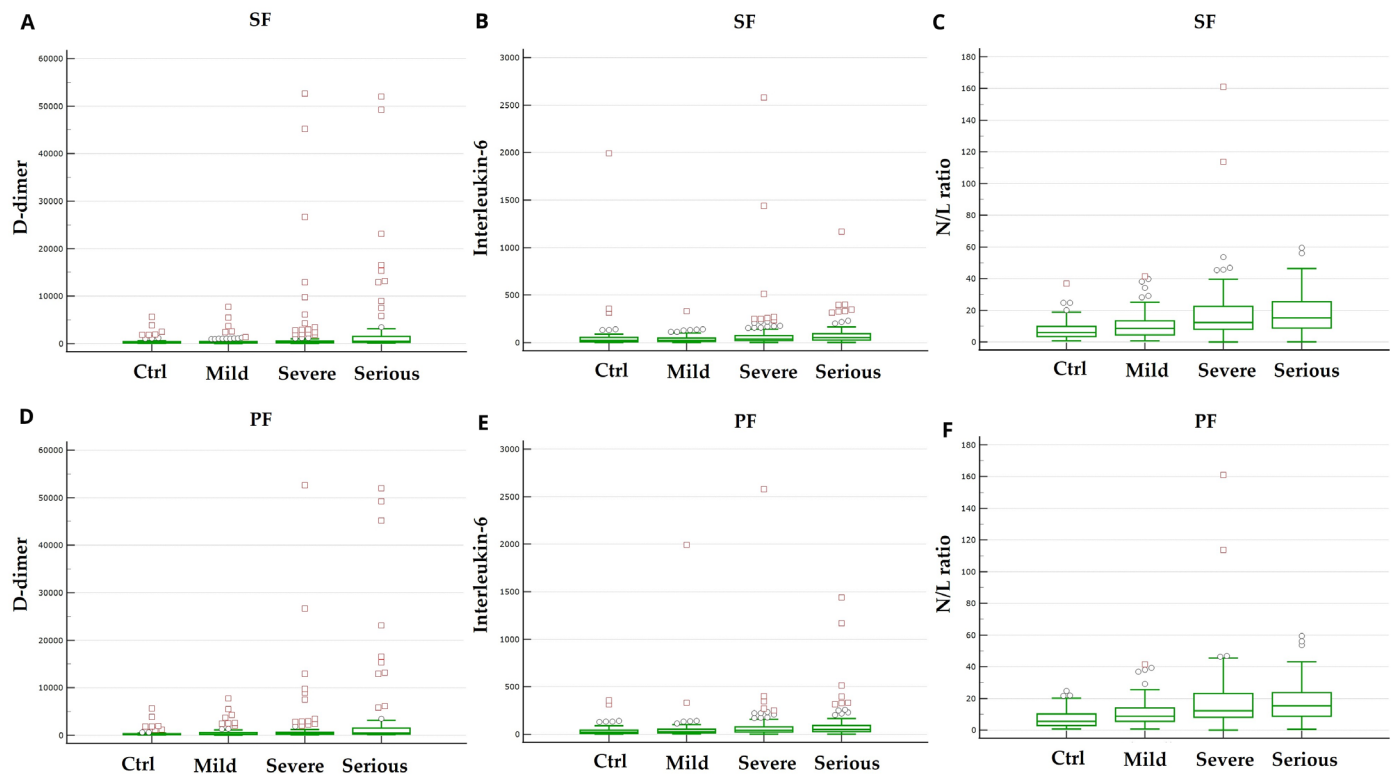 A
SF
D-dimer
60000
50000
40000
30000
20000
10000
0
Ctrl Mild Severe Serious
B
SF
Interleukin-6
3000
2500
2000
1500
1000
500
0
Ctrl Mild Severe Serious
C
SF
N/L ratio
180
160
140
120
100
80
60
40
20
0
Ctrl Mild Severe Serious
D
PF
D-dimer
60000
50000
40000
30000
20000
10000
0
Ctrl Mild Severe Serious
E
PF
Interleukin-6
3000
2500
2000
1500
1000
500
0
Ctrl Mild Severe Serious
F
PF
N/L ratio
180
160
140
120
100
80
60
40
20
0
Ctrl Mild Severe Serious